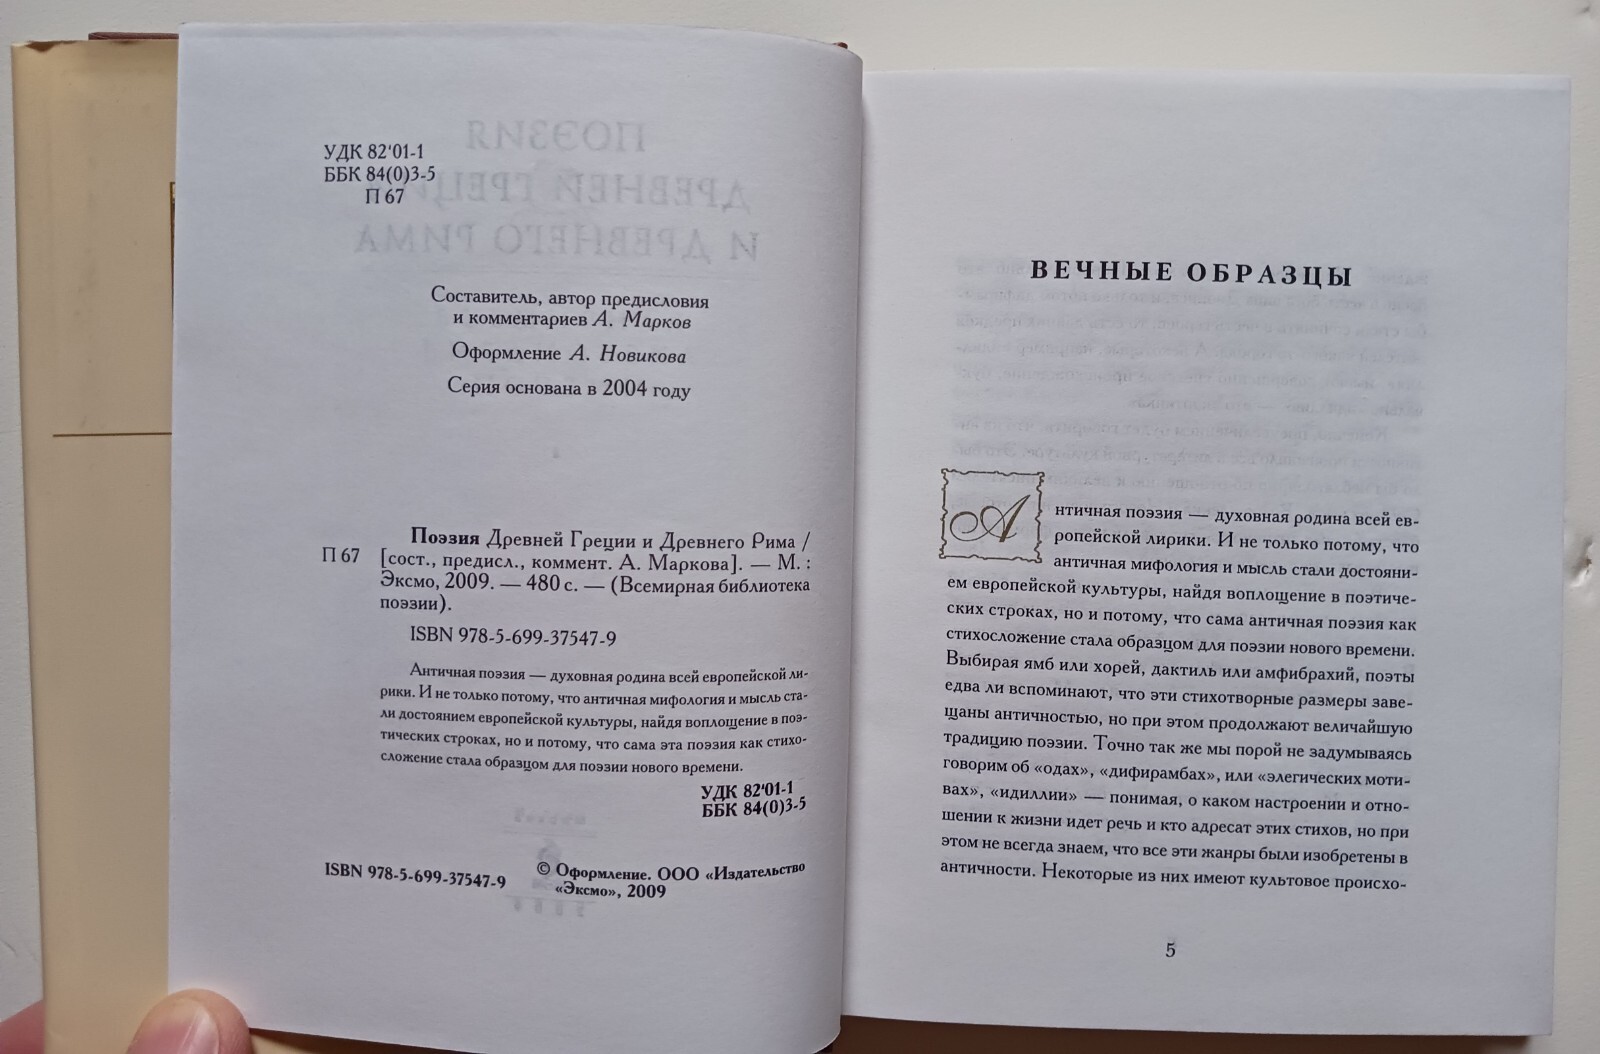 УДК 82'01-1
ББК 84(0)3-5
П 67
Составитель, автор предисловия
и комментариев А. Марков
Оформление А. Новикова
Серия основана в 2004 году
Поэзия Древней Греции и Древнего Рима /
П 67 [сост., предисл., коммент. А. Маркова]. — М. :
Эксмо, 2009. — 480 с. — (Всемирная библиотека
поэзии).
ISBN 978-5-699-37547-9
Античная поэзия — духовная родина всей европейской ли-
рики. И не только потому, что античная мифология и мысль ста-
ли достоянием европейской культуры, найдя воплощение в поэ-
тических строках, но и потому, что сама эта поэзия как стихо-
сложение стала образцом для поэзии нового времени.
УДК 82'01-1
ББК 84(0)3-5
ISBN 978-5-699-37547-9
© Оформление. ООО «Издательство
«Эксмо», 2009
ВЕЧНЫЕ ОБРАЗЦЫ
Античная поэзия — духовная родина всей ев-
ропейской лирики. И не только потому, что
античная мифология и мысль стали достояни-
ем европейской культуры, найдя воплощение в поэтиче-
ских строках, но и потому, что сама античная поэзия как
стихосложение стала образцом для поэзии нового времени.
Выбирая ямб или хорей, дактиль или амфибрахий, поэты
едва ли вспоминают, что эти стихотворные размеры заве-
щаны античностью, но при этом продолжают величайшую
традицию поэзии. Точно так же мы порой не задумываясь
говорим об «одах», «дифирамбах», или «элегических моти-
вах», «идиллии» — понимая, о каком настроении и отно-
шении к жизни идет речь и кто адресат этих стихов, но при
этом не всегда знаем, что все эти жанры были изобретены в
античности. Некоторые из них имеют культовое происхо-
5